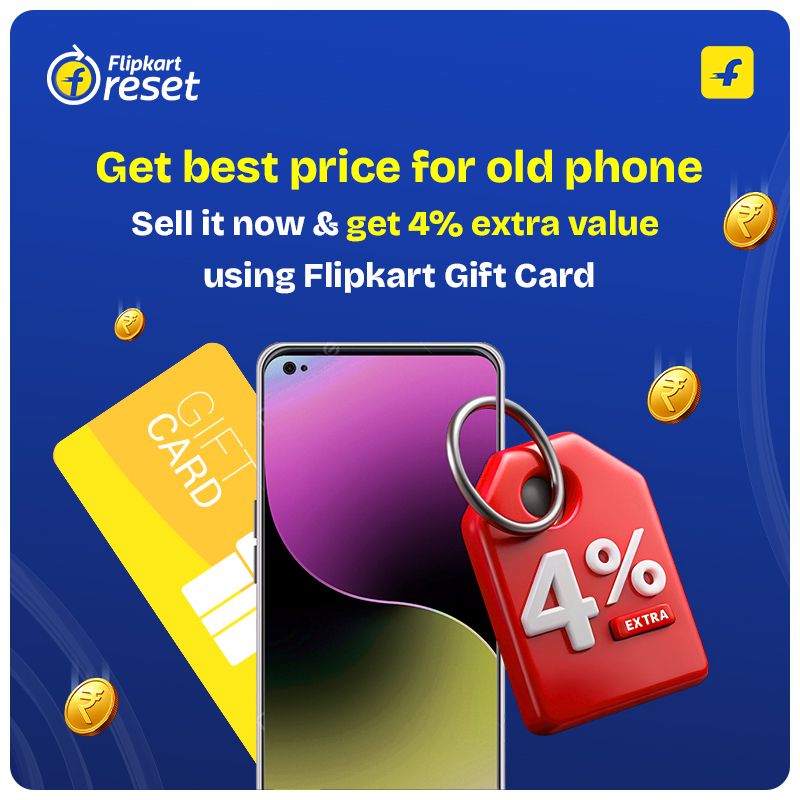 Flipkart
reset
Get best price for old phone
Sell it now & get 4% extra value
using Flipkart Gift Card
GIFT
CARD
4%
EXTRA